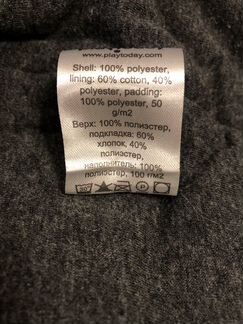 www.playtoday.com
Shell: 100% polyester,
lining: 60% cotton, 40%
polyester, padding:
100% polyester, 50
g/m2
Верх: 100% полиэстер,
подкладка: 60%
хлопок, 40%
полиэстер,
наполнитель: 100%
полиэстер, 100 г/m2